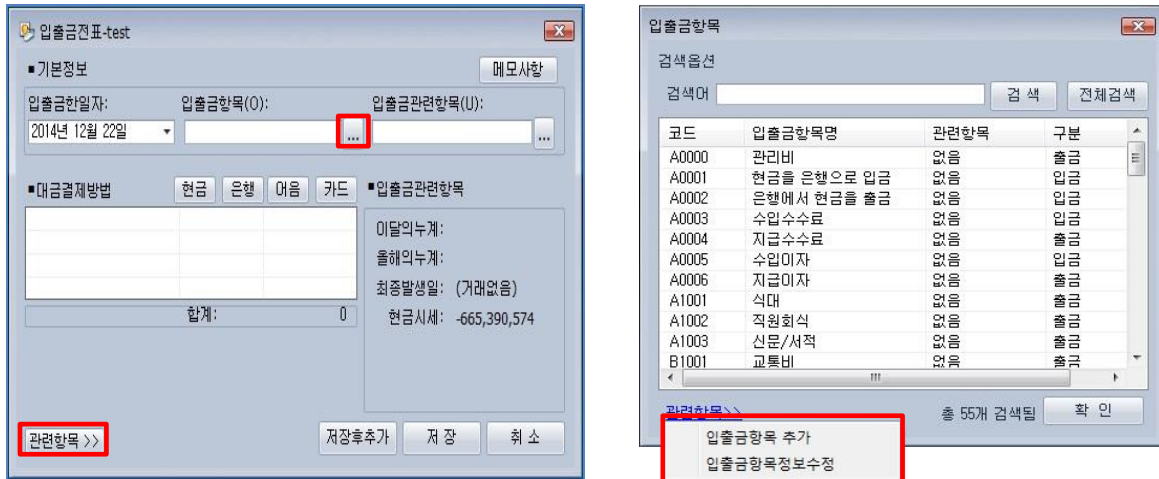 입출금전표-test
■기본정보
메모사항
입출금한일자: 입출금항목(O): 입출금관련항목(U):
2014년 12월 22일 ... ...
■대금결제방법 현금 은행 어음 카드 ■입출금관련항목
이달의누계:
올해의누계:
최종발생일: (거래없음)
현금시세: -665,390,574
합계: 0
관련항목 >> 저장후추가 저 장 취 소
입출금항목
검색옵션
검색어 검 색 전체검색
코드 입출금항목명 관련항목 구분
A0000 관리비 없음 출금
A0001 현금을 은행으로 입금 없음 입금
A0002 은행에서 현금을 출금 없음 입금
A0003 수입수수료 없음 입금
A0004 지급수수료 없음 출금
A0005 수입이자 없음 입금
A0006 지급이자 없음 출금
A1001 식대 없음 출금
A1002 직원회식 없음 출금
A1003 신문/서적 없음 출금
B1001 교통비 없음 출금
관련항목>> 총 55개 검색됨 확 인
입출금항목 추가
입출금항목정보수정